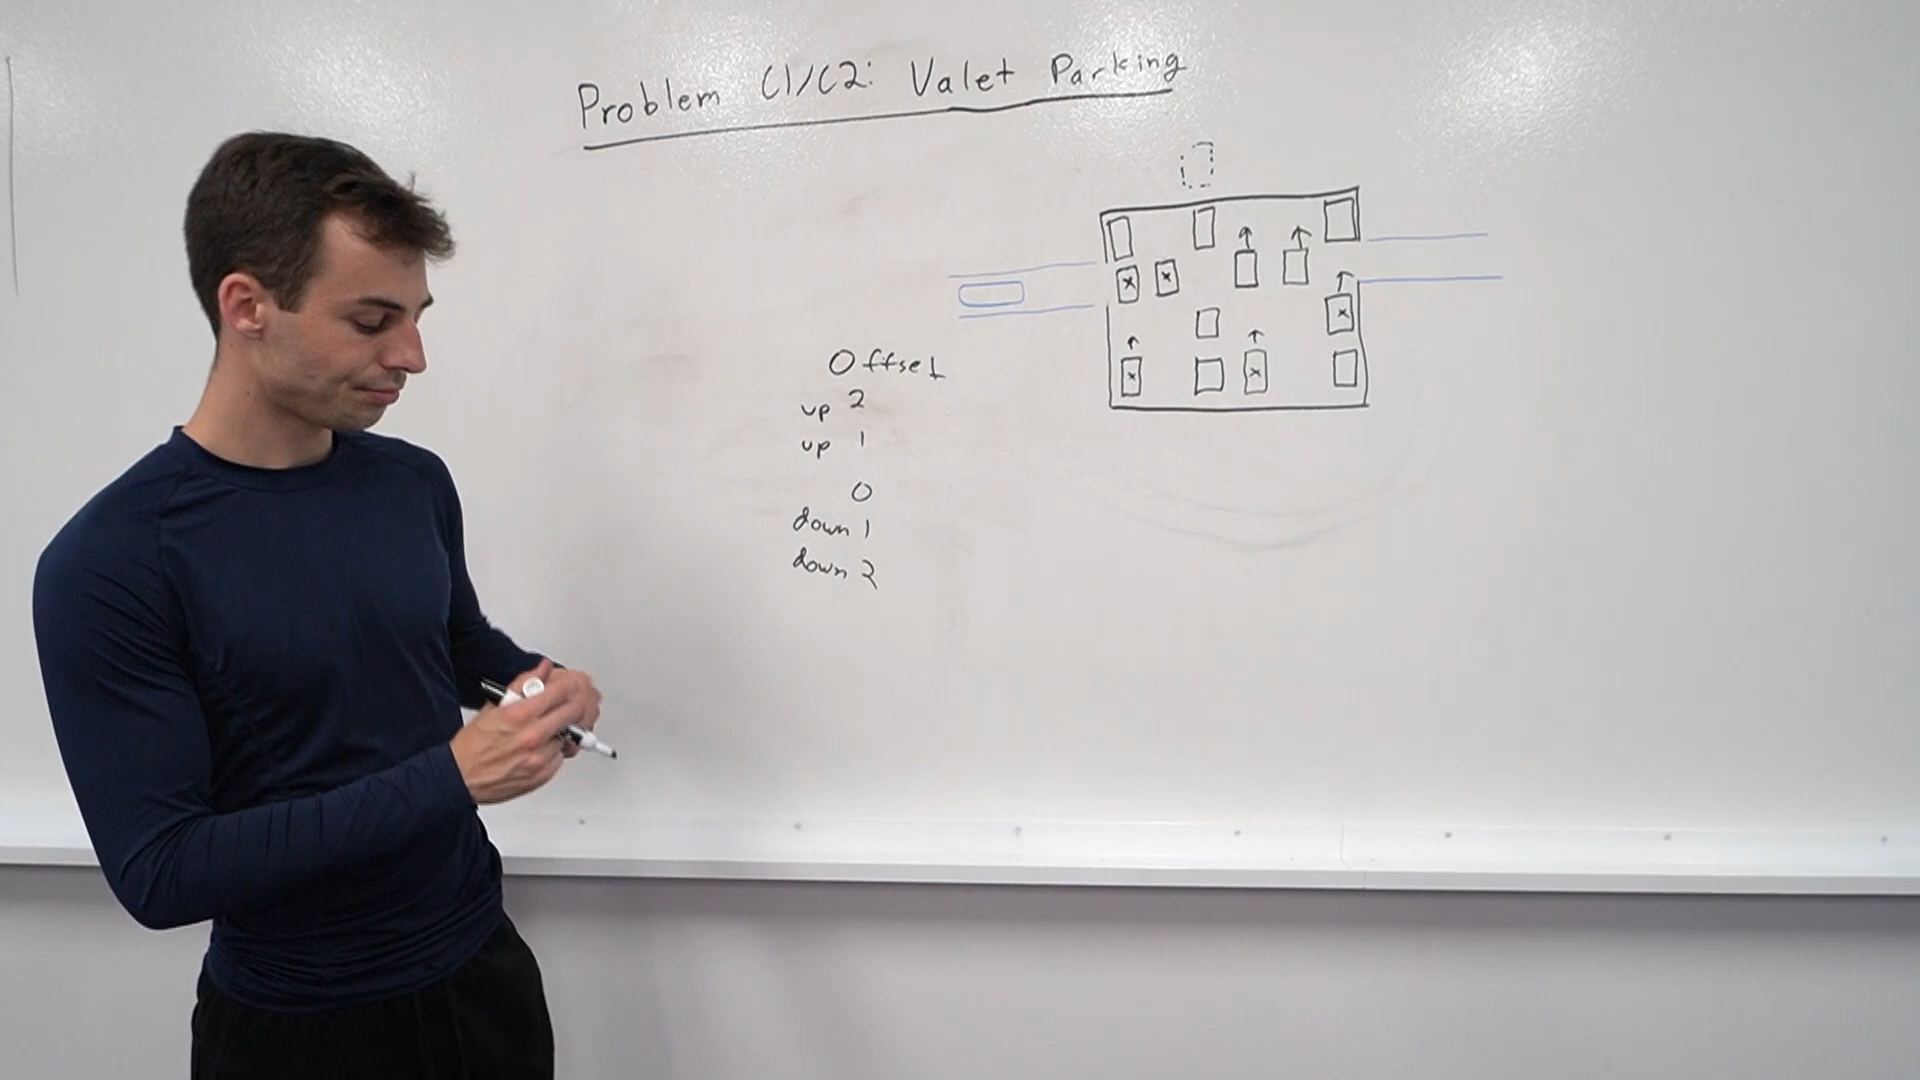 Problem C1/C2: Valet Parking
Offset
up 2
up 1
0
down 1
down 2